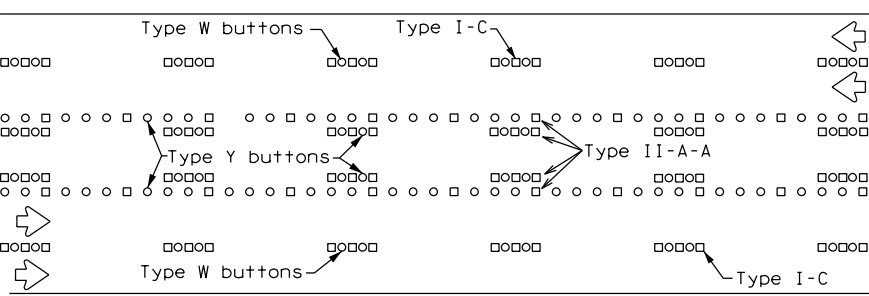 Type W buttons
Type I-C
Type Y buttons
Type II-A-A
Type W buttons
Type I-C